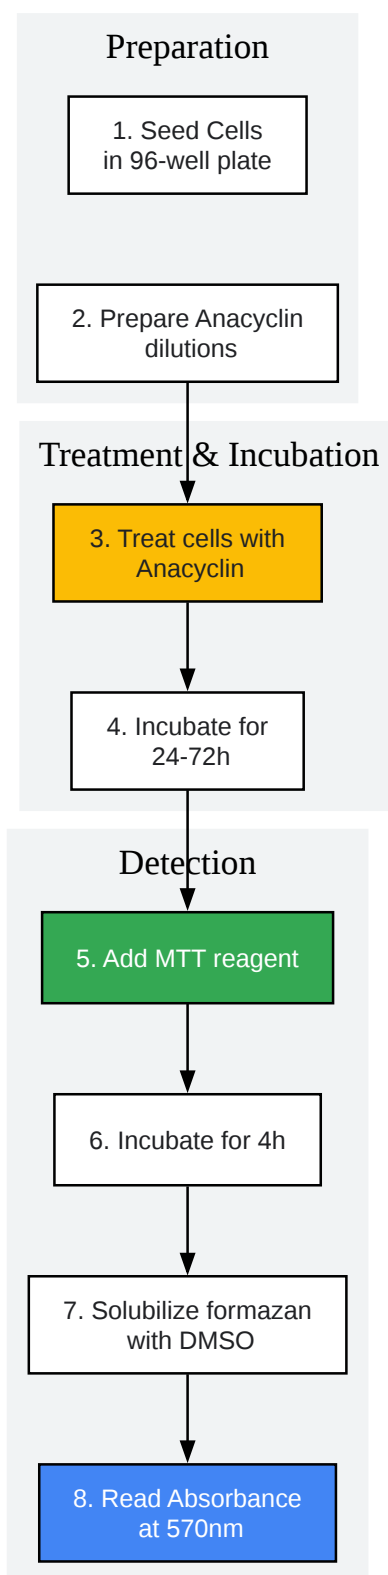 Preparation
1. Seed Cells
in 96-well plate
2. Prepare Anacyclin
dilutions
Treatment & Incubation
3. Treat cells with
Anacyclin
4. Incubate for
24-72h
Detection
5. Add MTT reagent
6. Incubate for 4h
7. Solubilize formazan
with DMSO
8. Read Absorbance
at 570nm